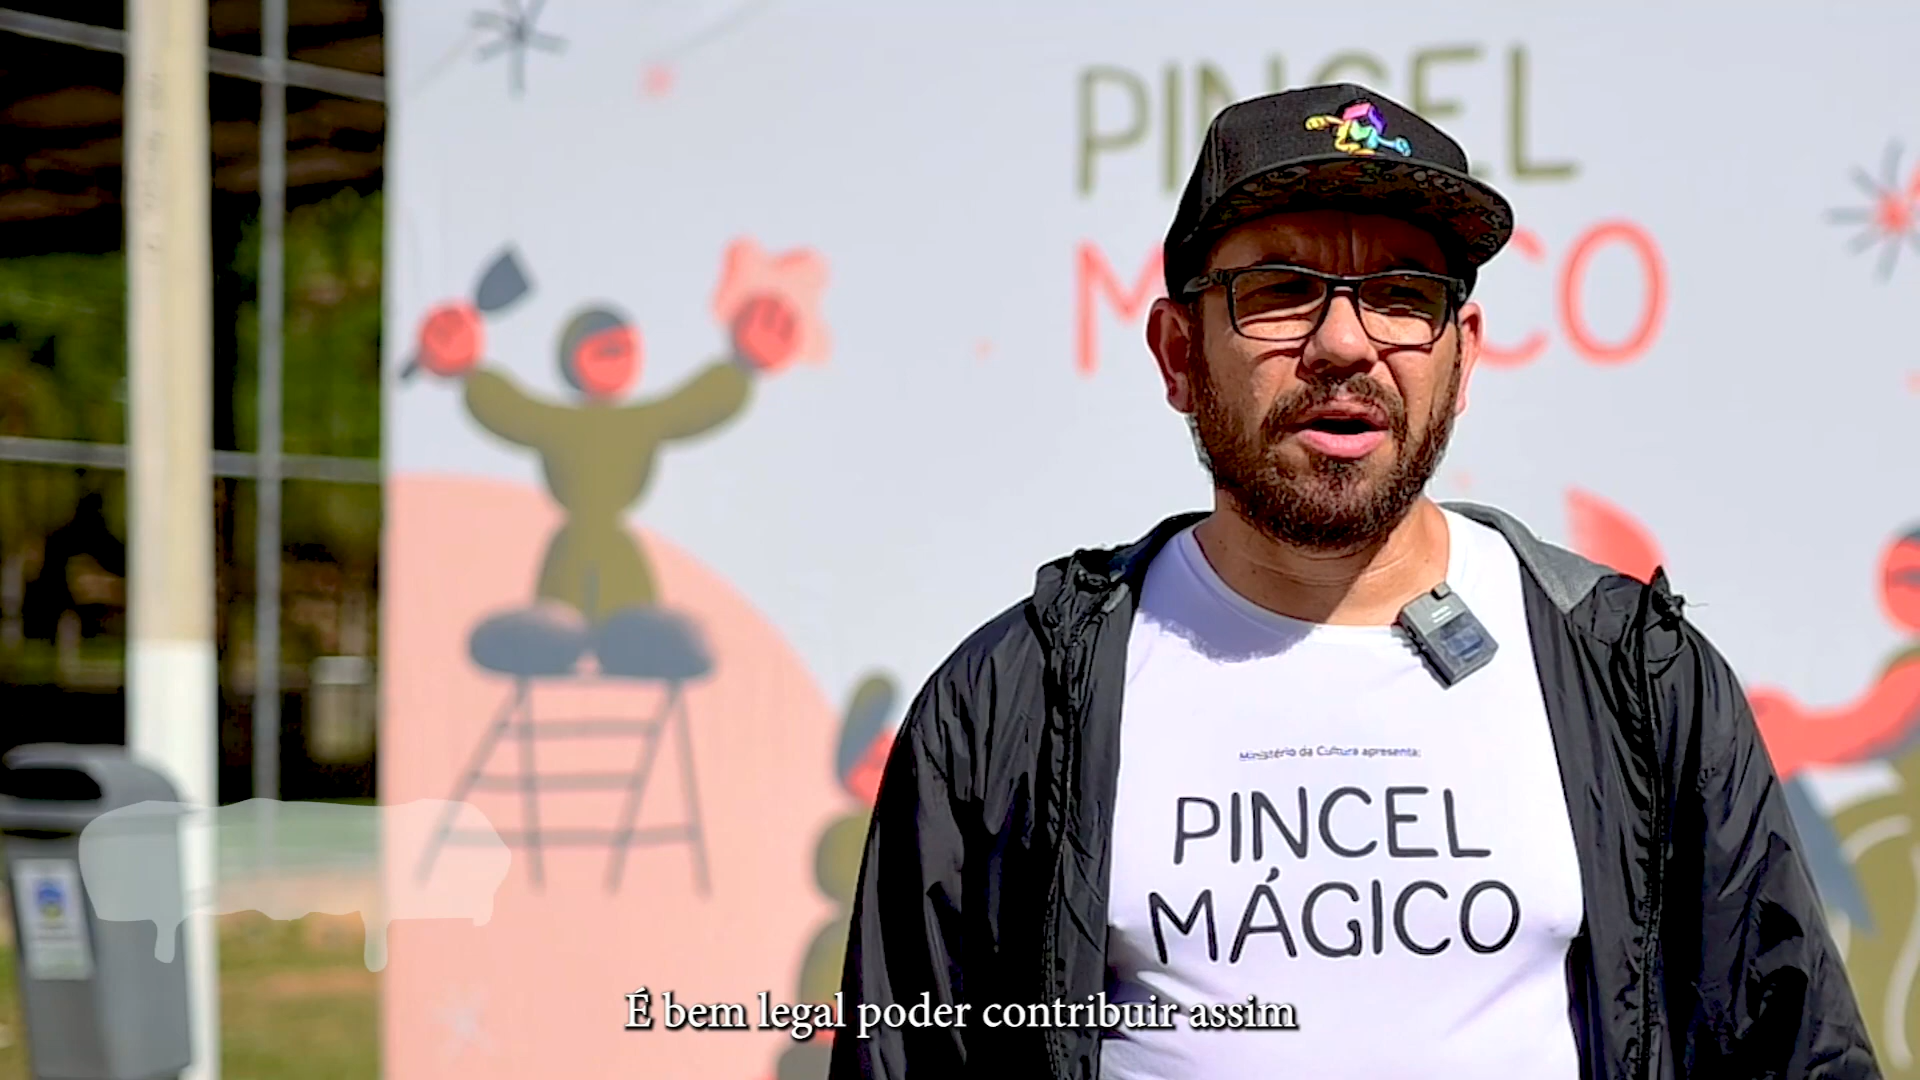 PINCEL
MÁGICO
Ministério da Cultura apresenta:
PINCEL
MÁGICO
É bem legal poder contribuir assim